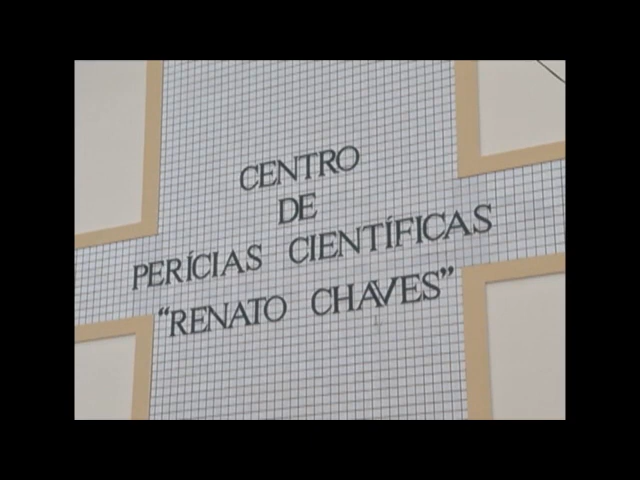 CENTRO
DE
PERÍCIAS CIENTÍFICAS
“RENATO CHAVES”